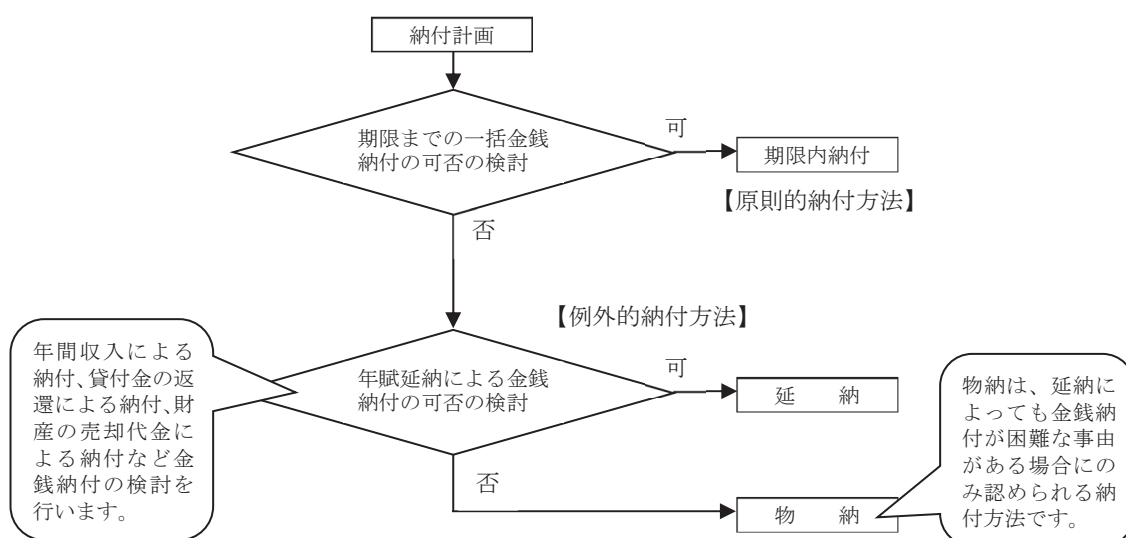 納付計画
期限までの一括金銭
納付の可否の検討
可
期限内納付
【原則的納付方法】
否
【例外的納付方法】
年間収入による
納付、貸付金の返
還による納付、財
産の売却代金に
よる納付など金
銭納付の検討を
行います。
年賦延納による金銭
納付の可否の検討
可
延　納
物納は、延納に
よっても金銭納
付が困難な事由
がある場合にの
み認められる納
付方法です。
否
物　納